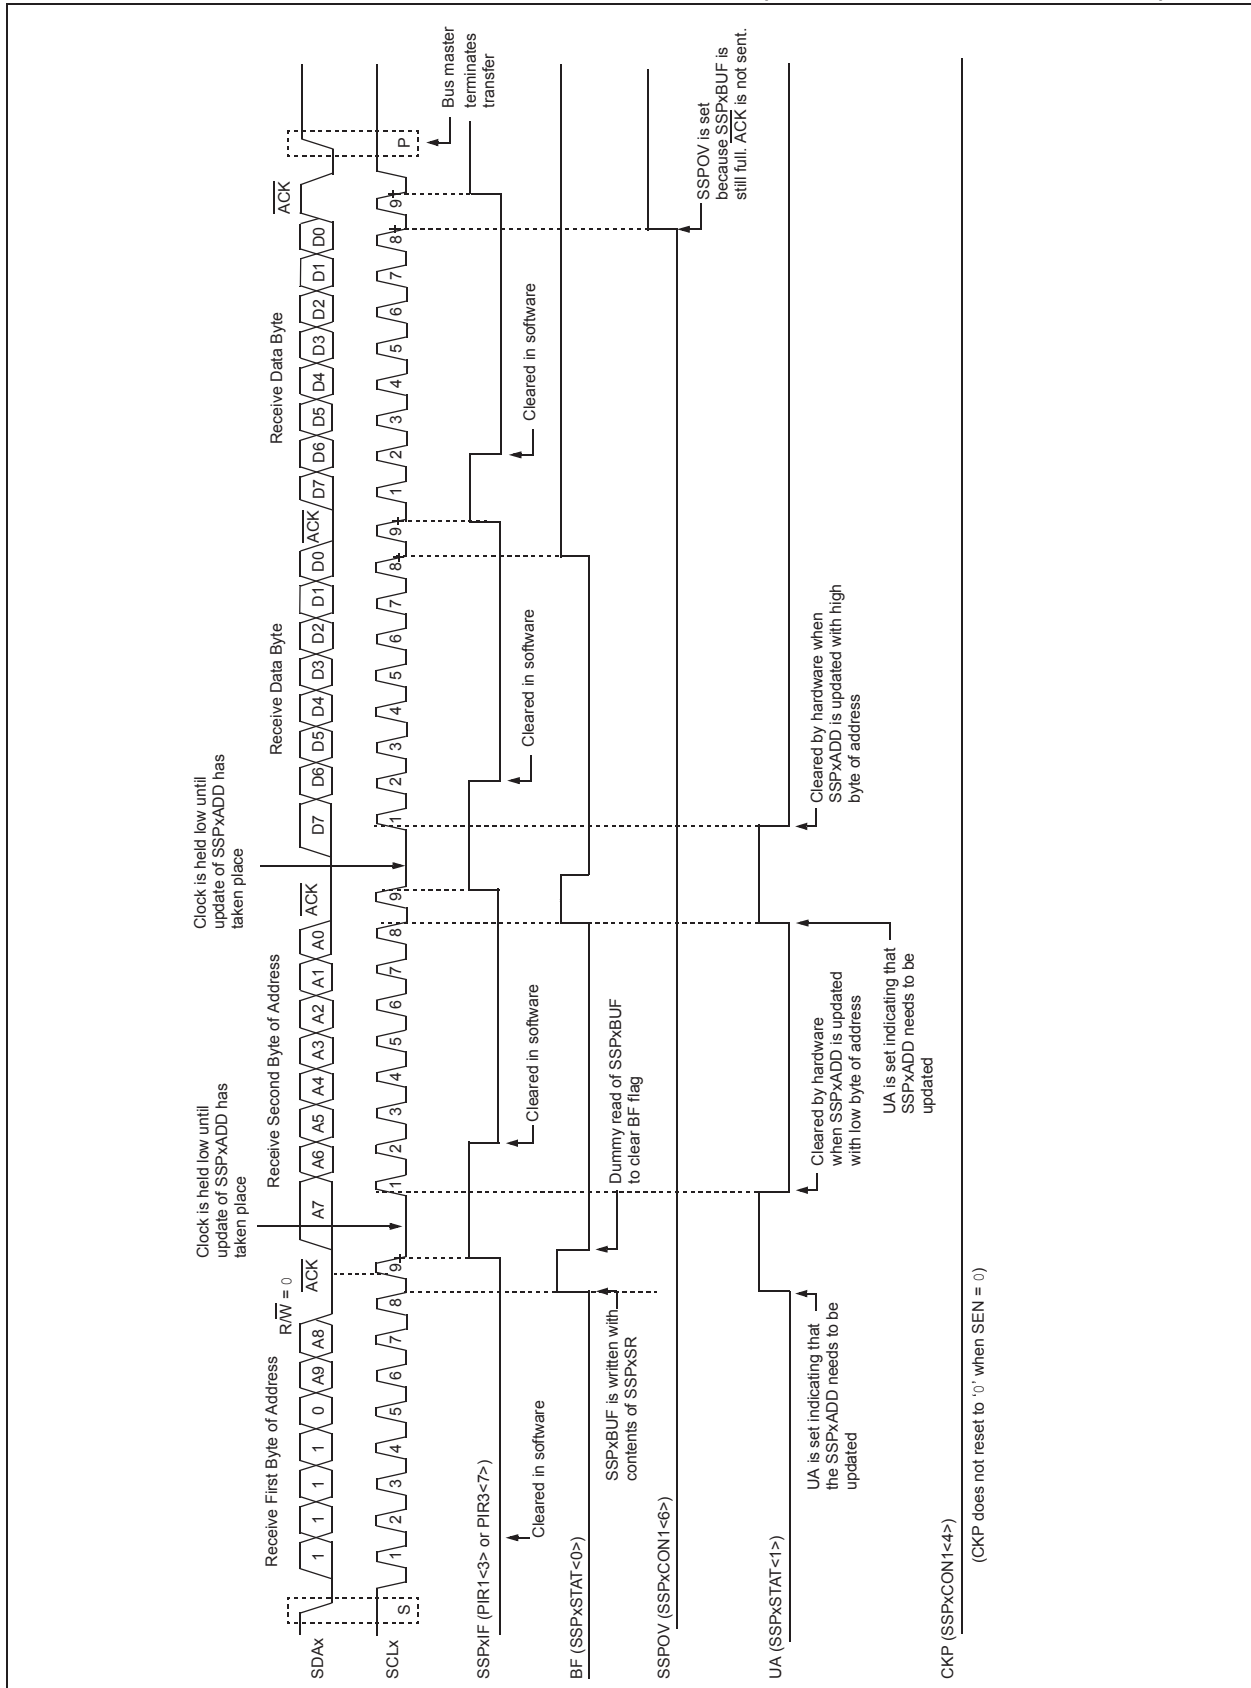 SDAx
S
Receive First Byte of Address
1 1 1 1 0 A9 A8
R/W = 0
ACK
Clock is held low until
update of SSPxADD has
taken place
Receive Second Byte of Address
A7 A6 A5 A4 A3 A2 A1 A0
ACK
Clock is held low until
update of SSPxADD has
taken place
Receive Data Byte
D7 D6 D5 D4 D3 D2 D1 D0
ACK
Receive Data Byte
D7 D6 D5 D4 D3 D2 D1 D0
ACK
SCLx
1 2 3 4 5 6 7 8 9
1 2 3 4 5 6 7 8 9
1 2 3 4 5 6 7 8 9
1 2 3 4 5 6 7 8 9
P
Bus master
terminates
transfer
SSPxIF (PIR1<3> or PIR3<7>)
Cleared in software
Cleared in software
Cleared in software
Cleared in software
BF (SSPxSTAT<0>)
SSPxBUF is written with
contents of SSPxSR
Dummy read of SSPxBUF
to clear BF flag
SSPOV (SSPxCON1<6>)
SSPOV is set
because SSPxBUF is
still full. ACK is not sent.
UA (SSPxSTAT<1>)
UA is set indicating that
the SSPxADD needs to be
updated
Cleared by hardware
when SSPxADD is updated
with low byte of address
UA is set indicating that
SSPxADD needs to be
updated
Cleared by hardware when
SSPxADD is updated with high
byte of address
CKP (SSPxCON1<4>)
(CKP does not reset to ‘0’ when SEN = 0)